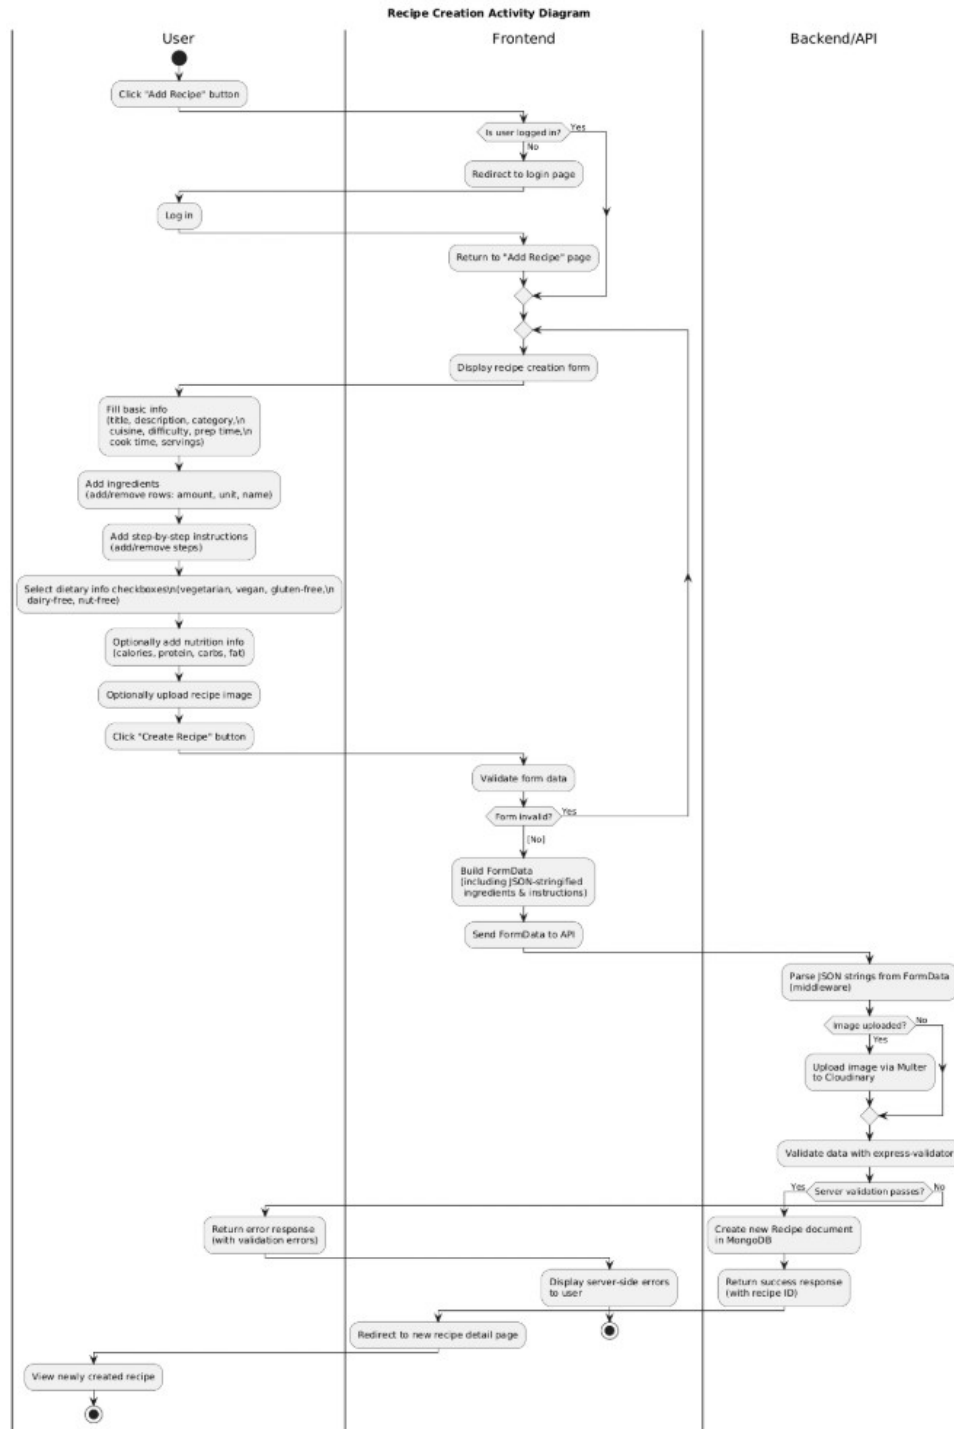 Recipe Creation Activity Diagram
User
Frontend
Backend/API
Click "Add Recipe" button
Is user logged in?
Yes
No
Redirect to login page
Log in
Return to "Add Recipe" page
Display recipe creation form
Fill basic info
(title, description, category,\n
cuisine, difficulty, prep time,\n
cook time, servings)
Add ingredients
(add/remove rows: amount, unit, name)
Add step-by-step instructions
(add/remove steps)
Select dietary info checkboxes\n(vegetarian, vegan, gluten-free,\n
dairy-free, nut-free)
Optionally add nutrition info
(calories, protein, carbs, fat)
Optionally upload recipe image
Click "Create Recipe" button
Validate form data
Form invalid?
Yes
[No]
Build FormData
(including JSON-stringified
ingredients & instructions)
Send FormData to API
Parse JSON strings from FormData
(middleware)
Image uploaded?
No
Yes
Upload image via Multer
to Cloudinary
Validate data with express-validator
Yes
Server validation passes?
No
Return error response
(with validation errors)
Create new Recipe document
in MongoDB
Display server-side errors
to user
Return success response
(with recipe ID)
Redirect to new recipe detail page
View newly created recipe